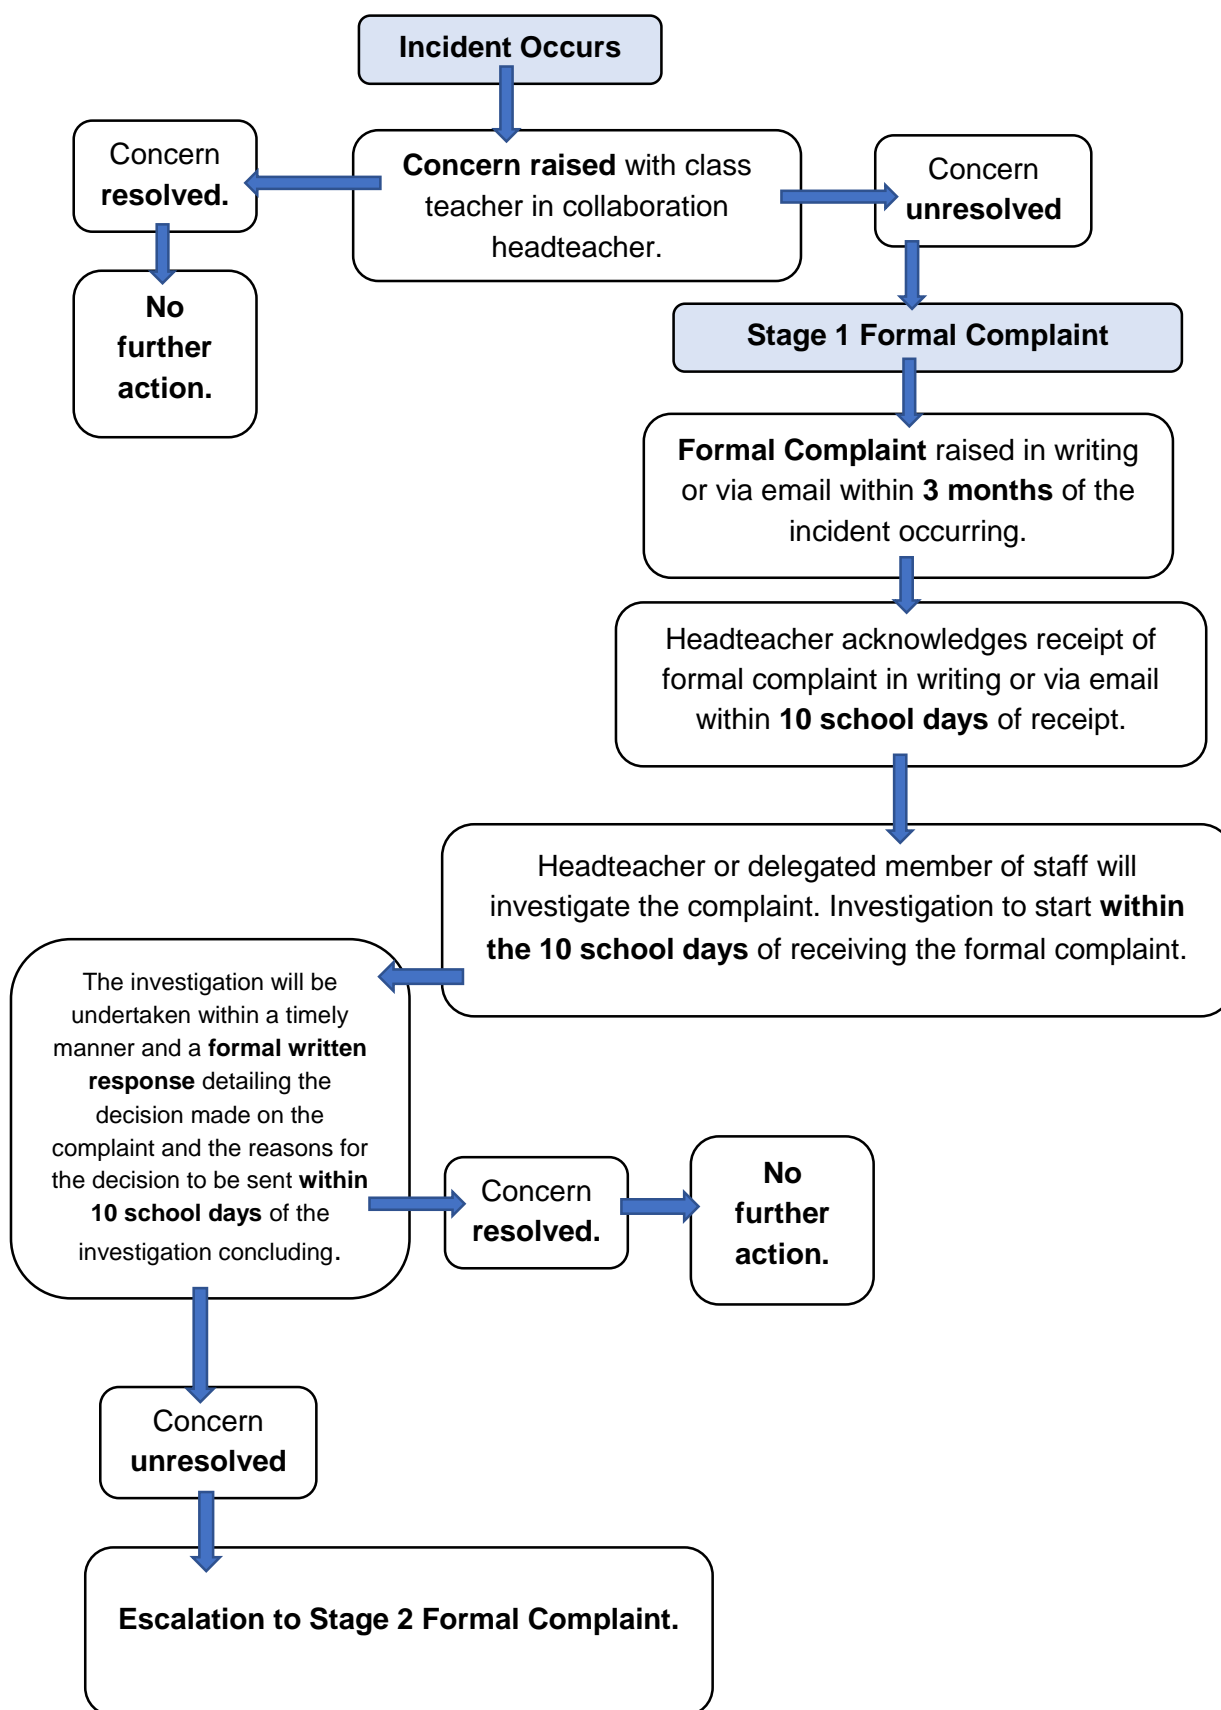 Incident Occurs
Concern
resolved.
Concern raised with class
teacher in collaboration
headteacher.
Concern
unresolved
No
further
action.
Stage 1 Formal Complaint
Formal Complaint raised in writing
or via email within 3 months of the
incident occurring.
Headteacher acknowledges receipt of
formal complaint in writing or via email
within 10 school days of receipt.
Headteacher or delegated member of staff will
investigate the complaint. Investigation to start within
the 10 school days of receiving the formal complaint.
The investigation will be
undertaken within a timely
manner and a formal written
response detailing the
decision made on the
complaint and the reasons for
the decision to be sent within
10 school days of the
investigation concluding.
Concern
resolved.
No
further
action.
Concern
unresolved
Escalation to Stage 2 Formal Complaint.